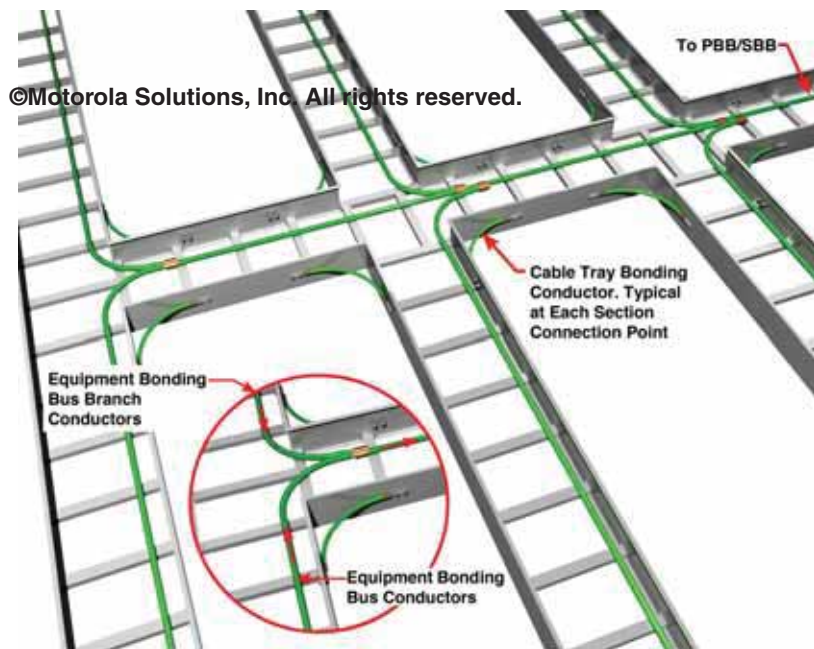 To PBB/SBB
©Motorola Solutions, Inc. All rights reserved.
Cable Tray Bonding
Conductor. Typical
at Each Section
Connection Point
Equipment Bonding
Bus Branch
Conductors
Equipment Bonding
Bus Conductors